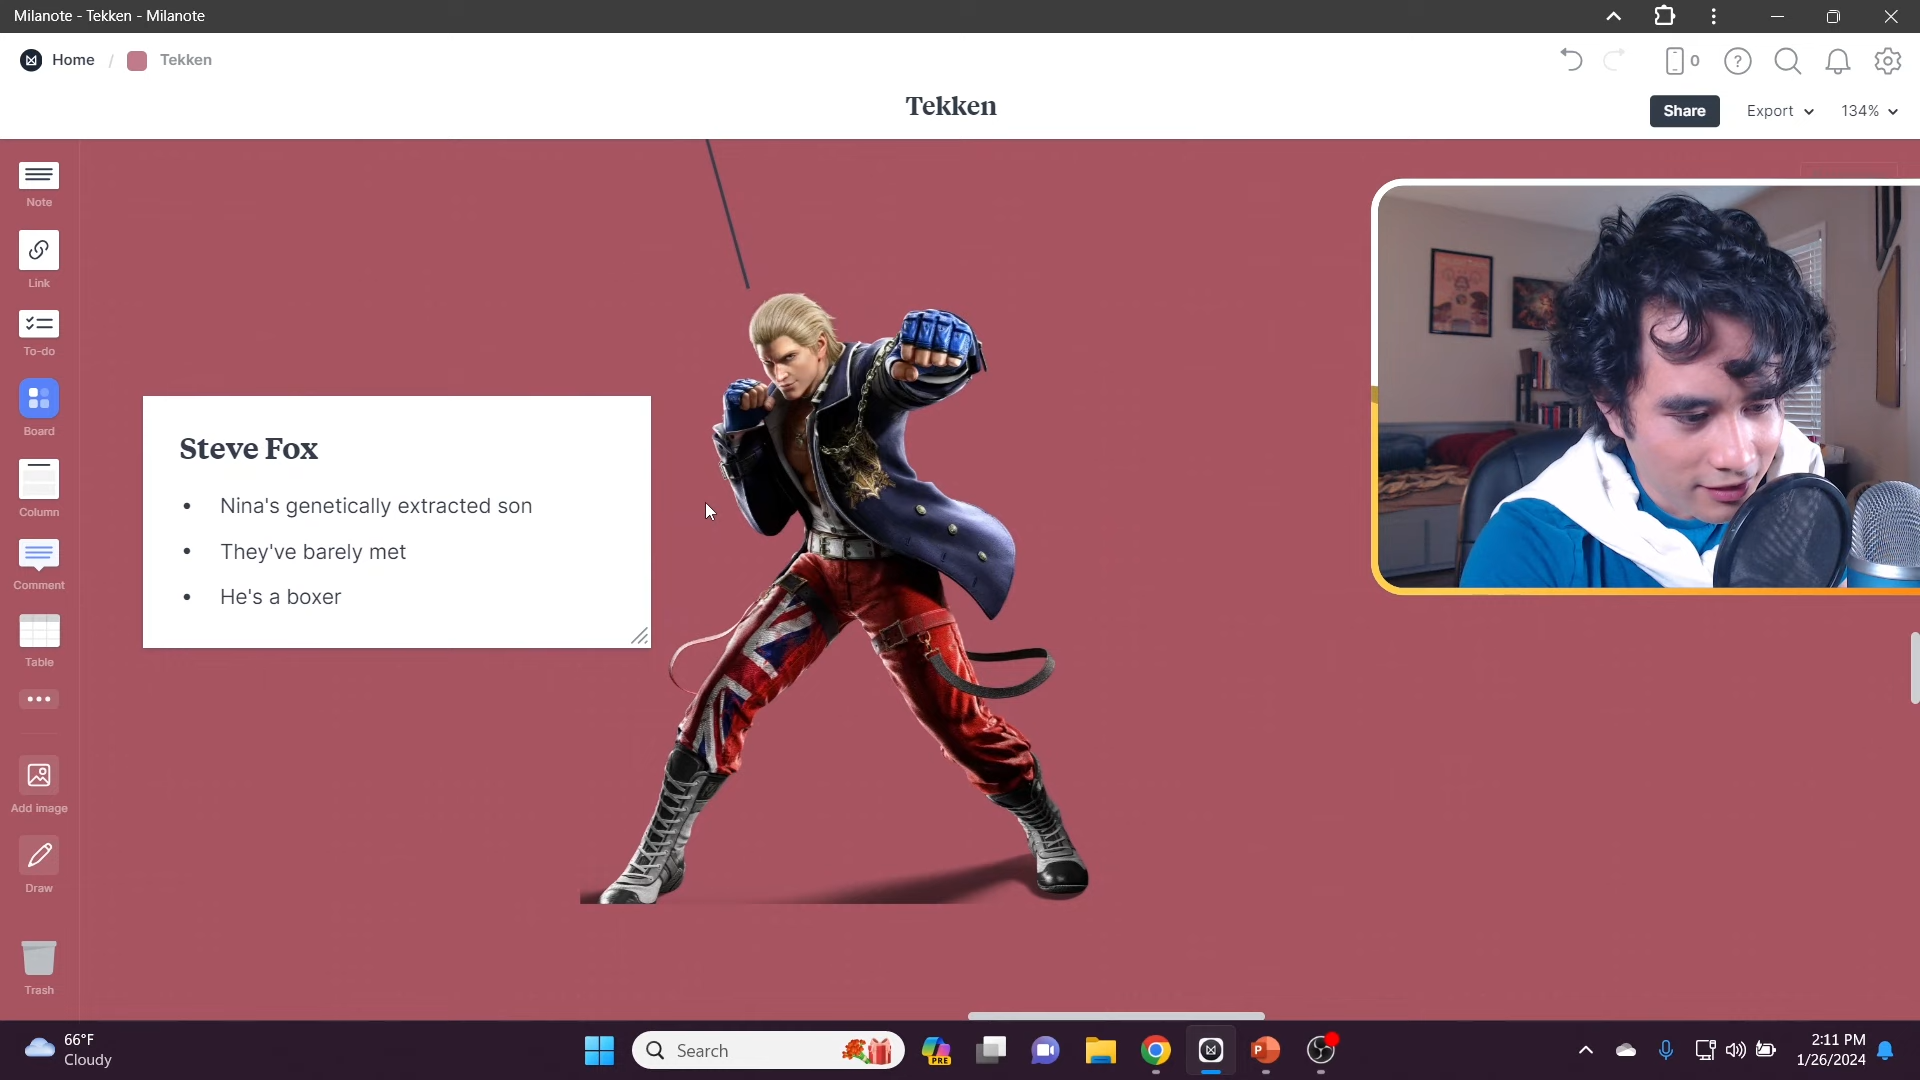 Milanote - Tekken - Milanote
Home / Tekken
0
?
Tekken
Share
Export
134%
Note
Link
To-do
Board
Column
Comment
Table
Add image
Draw
Trash
Steve Fox
• Nina's genetically extracted son
• They've barely met
• He's a boxer
66°F
Cloudy
Search
PRE
P
2:11 PM
1/26/2024